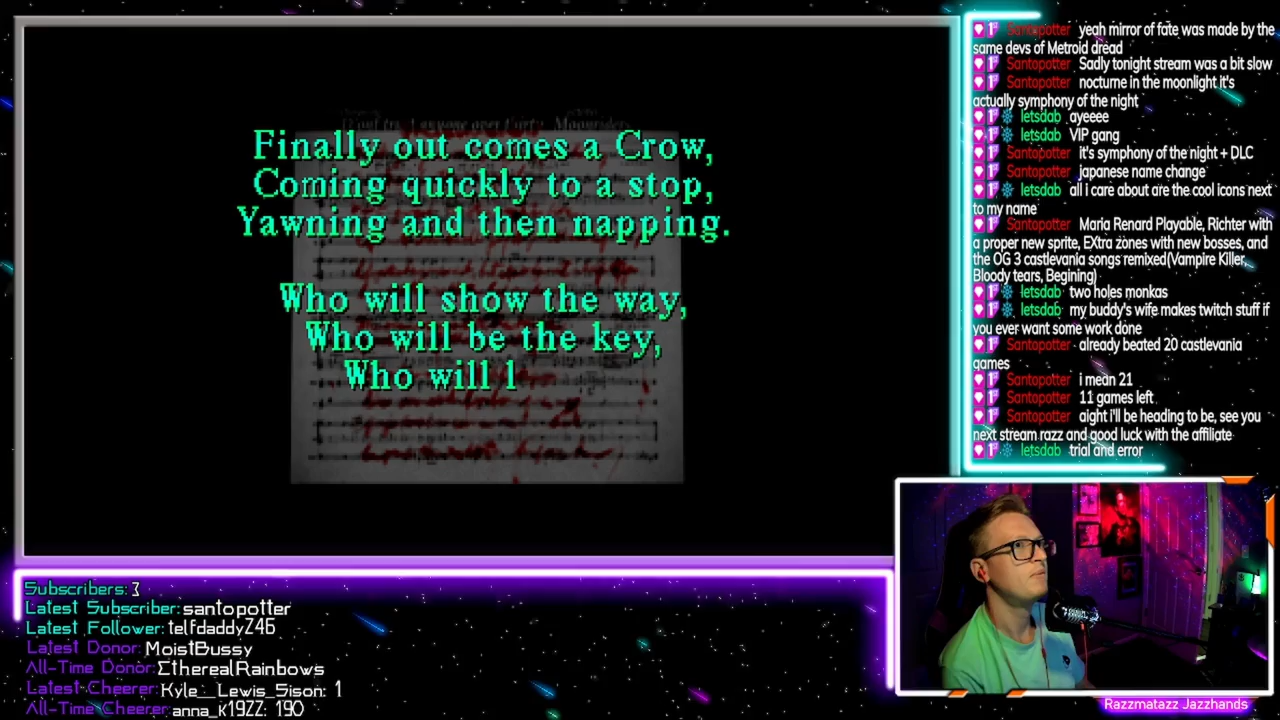 Finally out comes a Crow,
Coming quickly to a stop,
Yawning and then napping.
Who will show the way,
Who will be the key,
Who will l
Santopotter yeah mirror of fate was made by the
same devs of Metroid dread
Santopotter Sadly tonight stream was a bit slow
Santopotter nocturne in the moonlight it's
actually symphony of the night
letsdab ayeeee
letsdab VIP gang
Santopotter it's symphony of the night + DLC
Santopotter Japanese name change
letsdab all i care about are the cool icons next
to my name
Santopotter Maria Renard Playable, Richter with
a proper new sprite, EXtra zones with new bosses, and
the OG 3 castlevania songs remixed(Vampire Killer,
Bloody tears, Begining)
letsdab two holes monkas
letsdab my buddy's wife makes twitch stuff if
you ever want some work done
Santopotter already beated 20 castlevania
games
Santopotter i mean 21
Santopotter 11 games left
Santopotter aight i'll be heading to be, see you
next stream razz and good luck with the affiliate
letsdab trial and error
Subscribers: 3
Latest Subscriber: santopotter
Latest Follower: telfdaddy246
Latest Donor: MoistBussy
All-Time Donor: EtherealRainbows
Latest Cheerer: Kyle_Lewis_Sison: 1
All-Time Cheerer: anna_k1922: 190
Razzmatazz Jazzhands